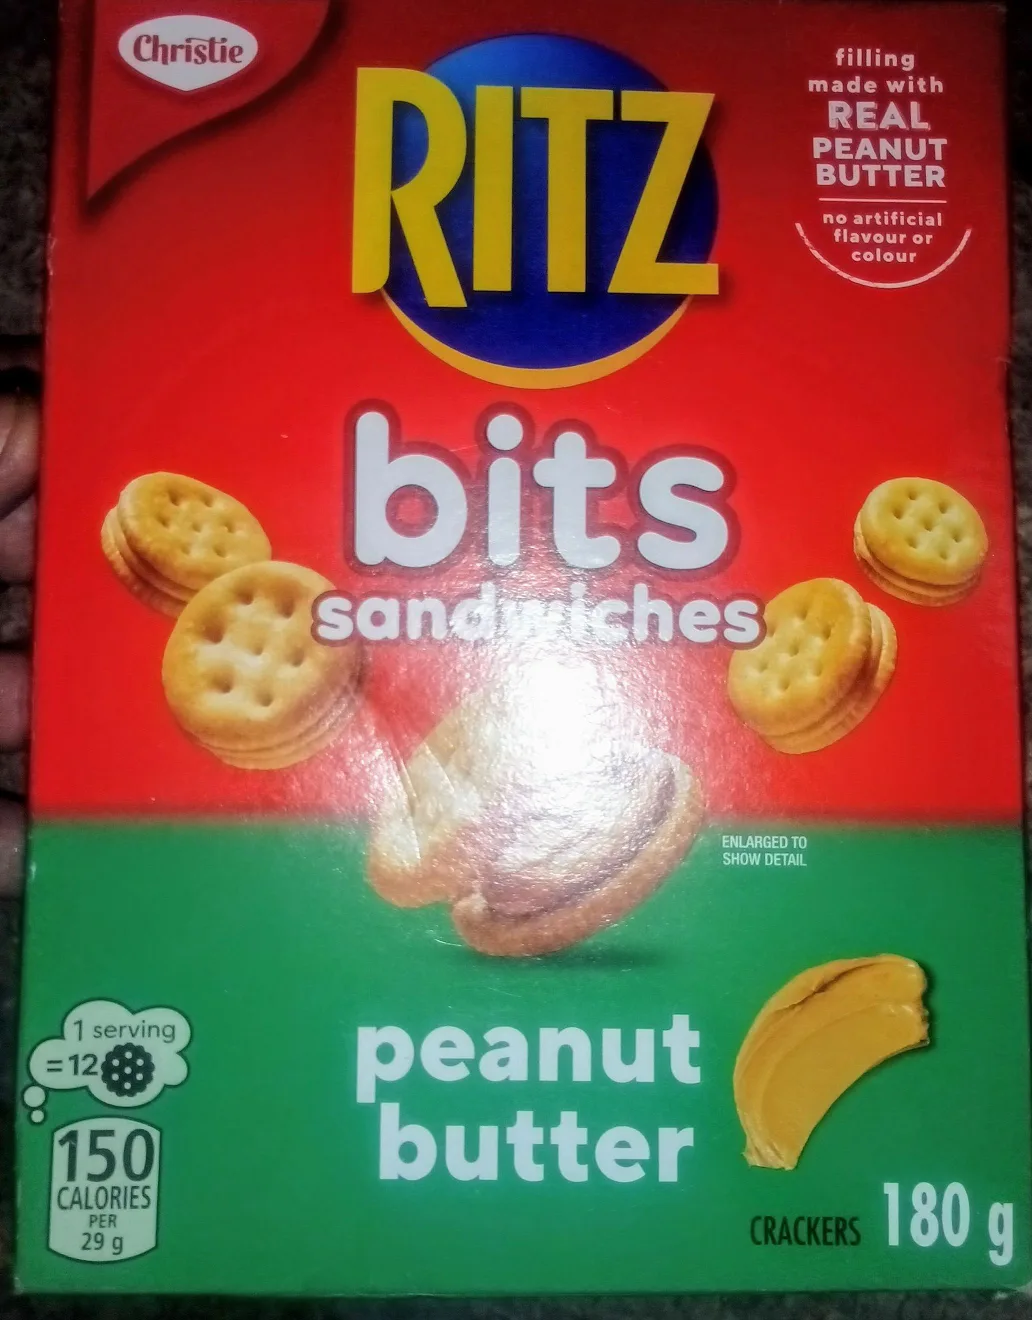 Christie
RITZ
filling
made with
REAL
PEANUT
BUTTER
no artificial
flavour or
colour
bits
sandwiches
ENLARGED TO
SHOW DETAIL
1 serving
=12
150
CALORIES
PER
29 g
peanut
butter
CRACKERS 180 g